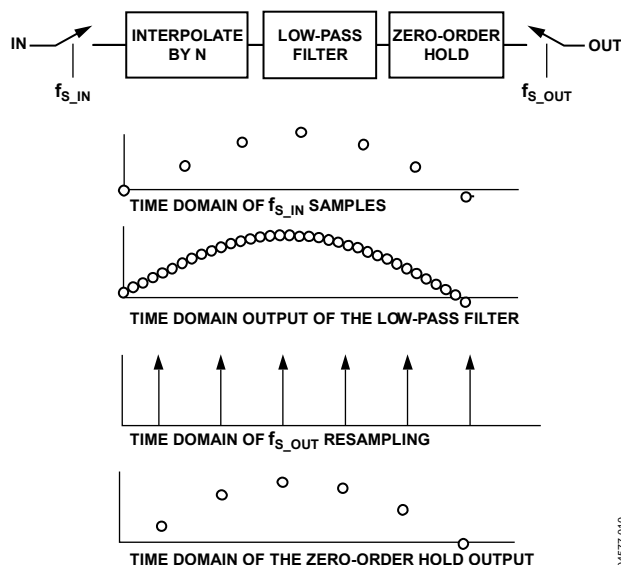 IN
INTERPOLATE
BY N
LOW-PASS
FILTER
ZERO-ORDER
HOLD
OUT
fS_IN
fS_OUT
TIME DOMAIN OF fS_IN SAMPLES
TIME DOMAIN OUTPUT OF THE LOW-PASS FILTER
TIME DOMAIN OF fS_OUT RESAMPLING
TIME DOMAIN OF THE ZERO-ORDER HOLD OUTPUT